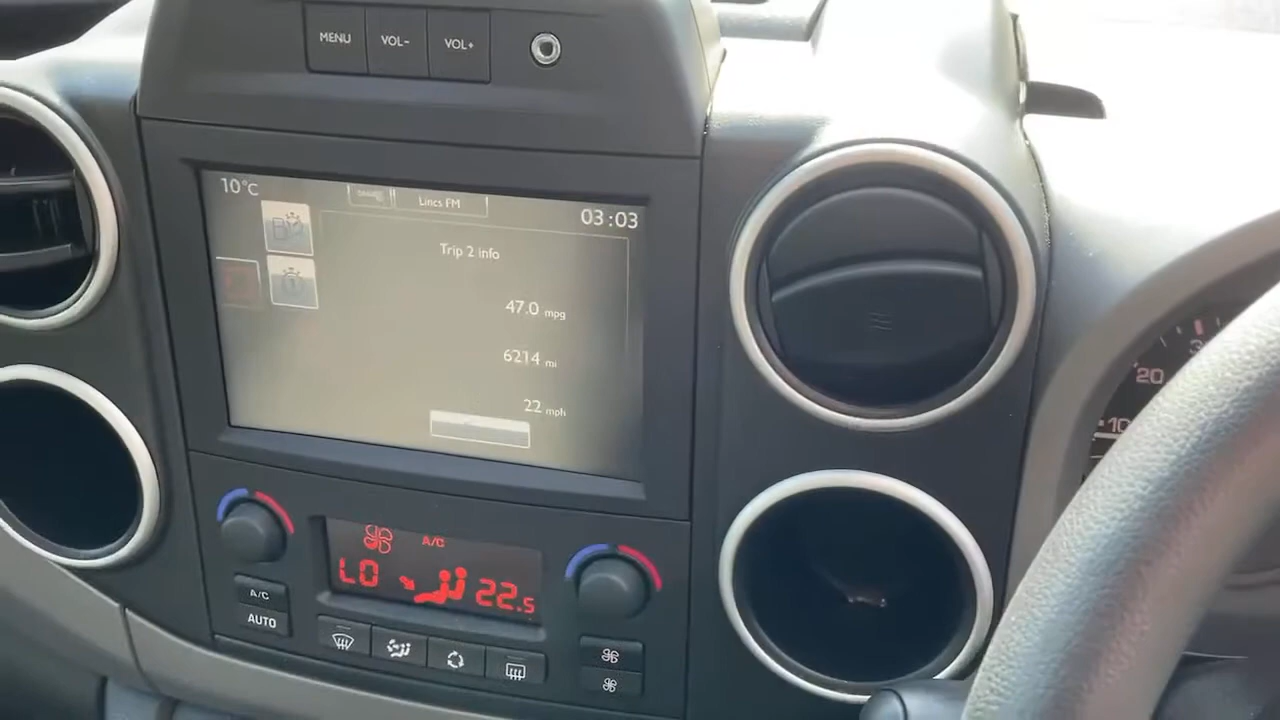 MENU VOL- VOL+
10°C Lincs FM 03:03
Trip 2 info
47.0 mpg
6214 mi
22 mph
A/C
LO 22.5
A/C
AUTO
30
20
10